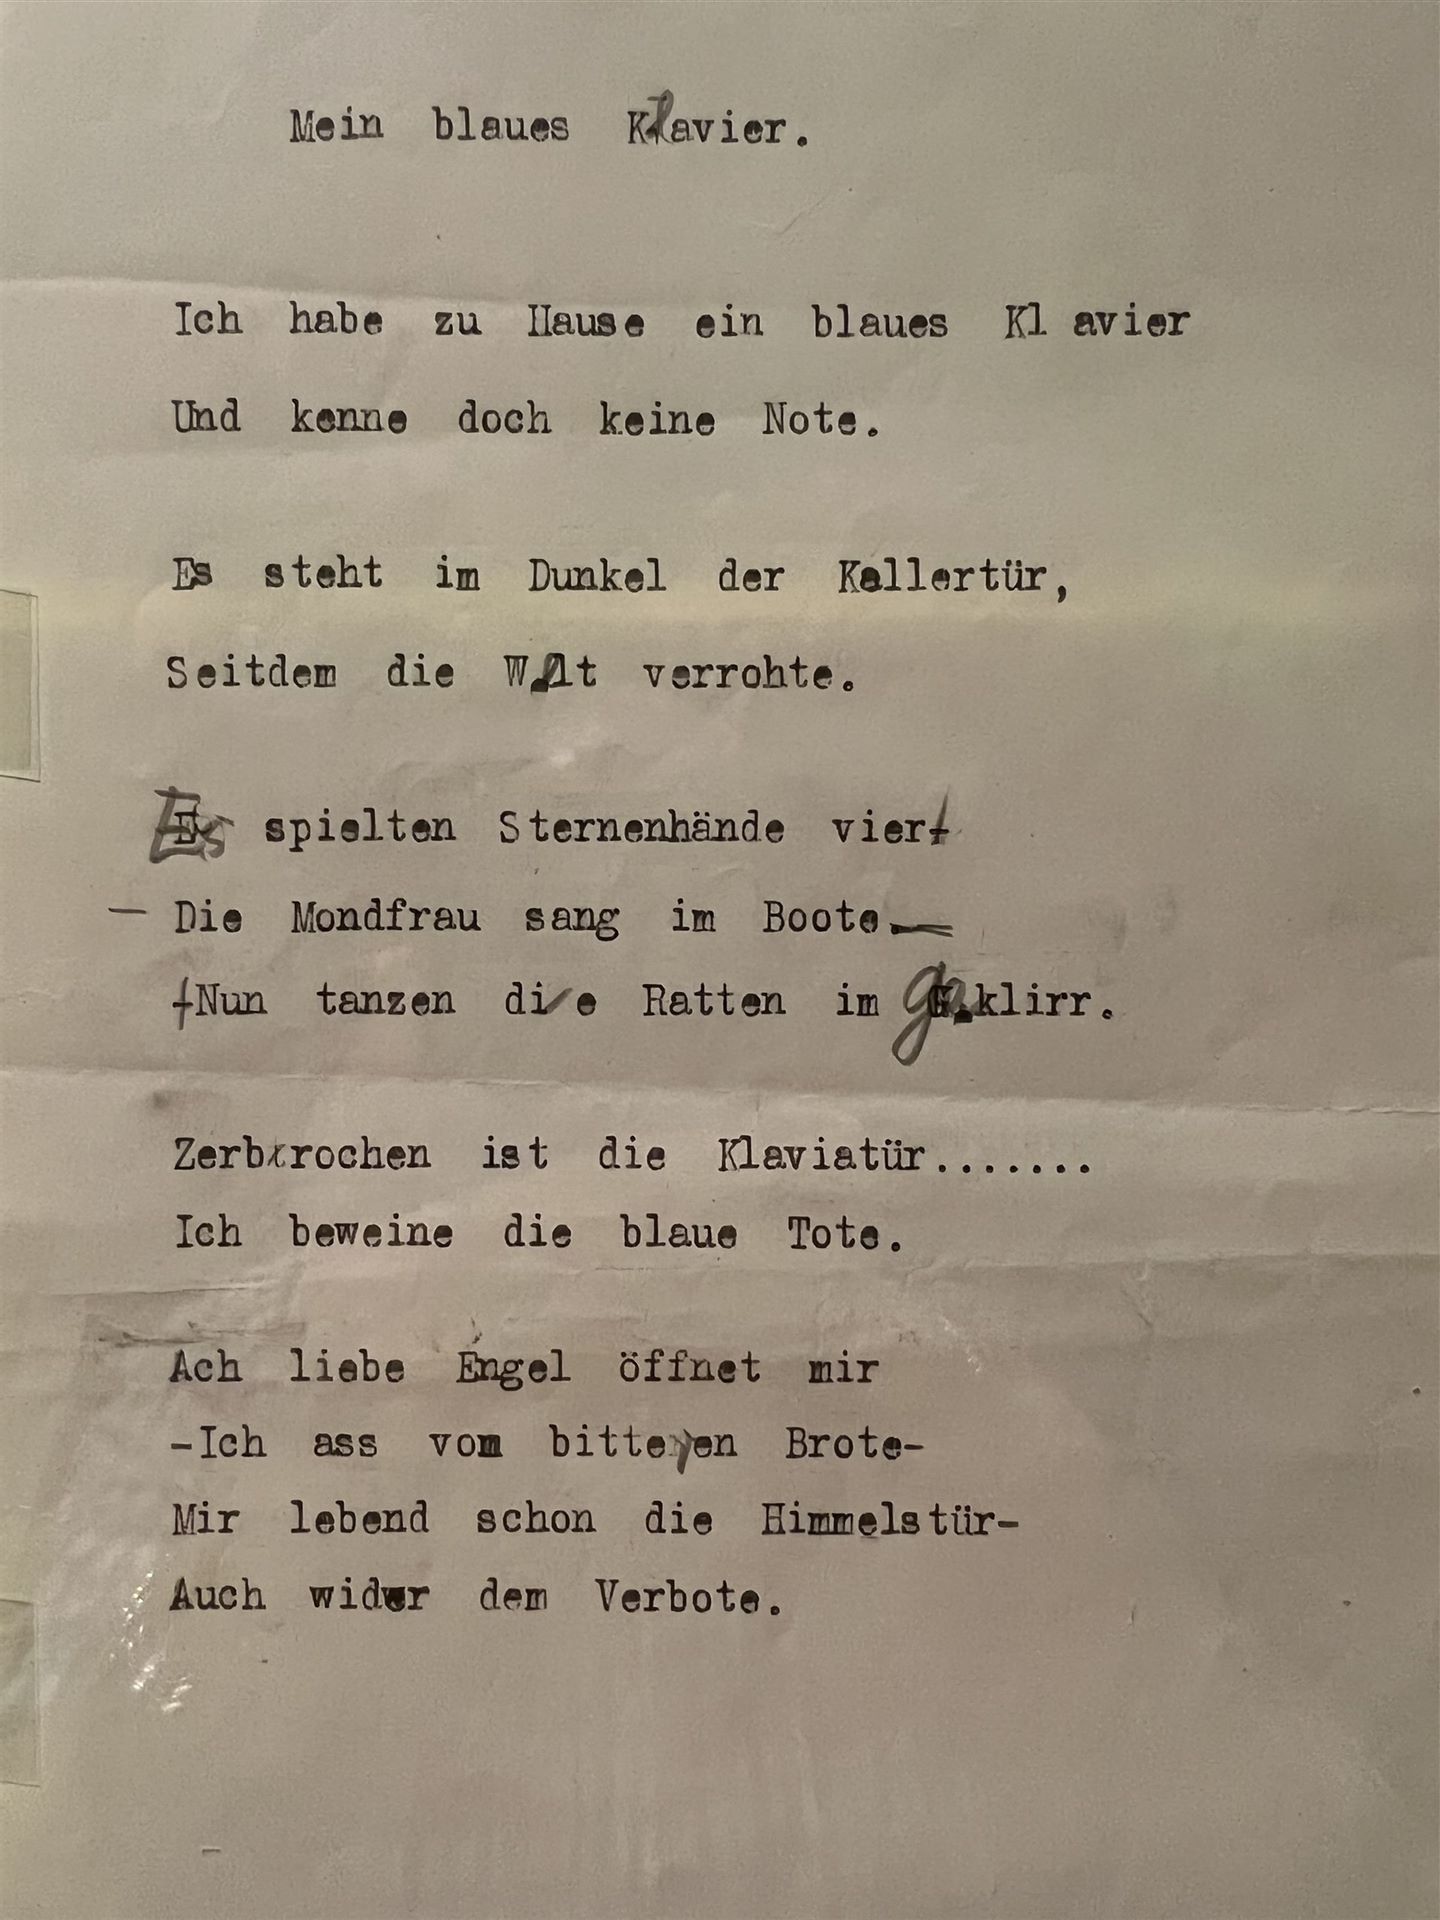 Mein blaues Klavier.
Ich habe zu Hause ein blaues Kl avier
Und kenne doch keine Note.
Es steht im Dunkel der Kellertür,
Seitdem die Welt verrohte.
Es spielten Sternenhände vier
— Die Mondfrau sang im Boote —
Nun tanzen die Ratten im Geklirr.
Zerbrochen ist die Klaviatür.......
Ich beweine die blaue Tote.
Ach liebe Engel öffnet mir
-Ich ass vom bitteren Brote-
Mir lebend schon die Himmelstür-
Auch wider dem Verbote.